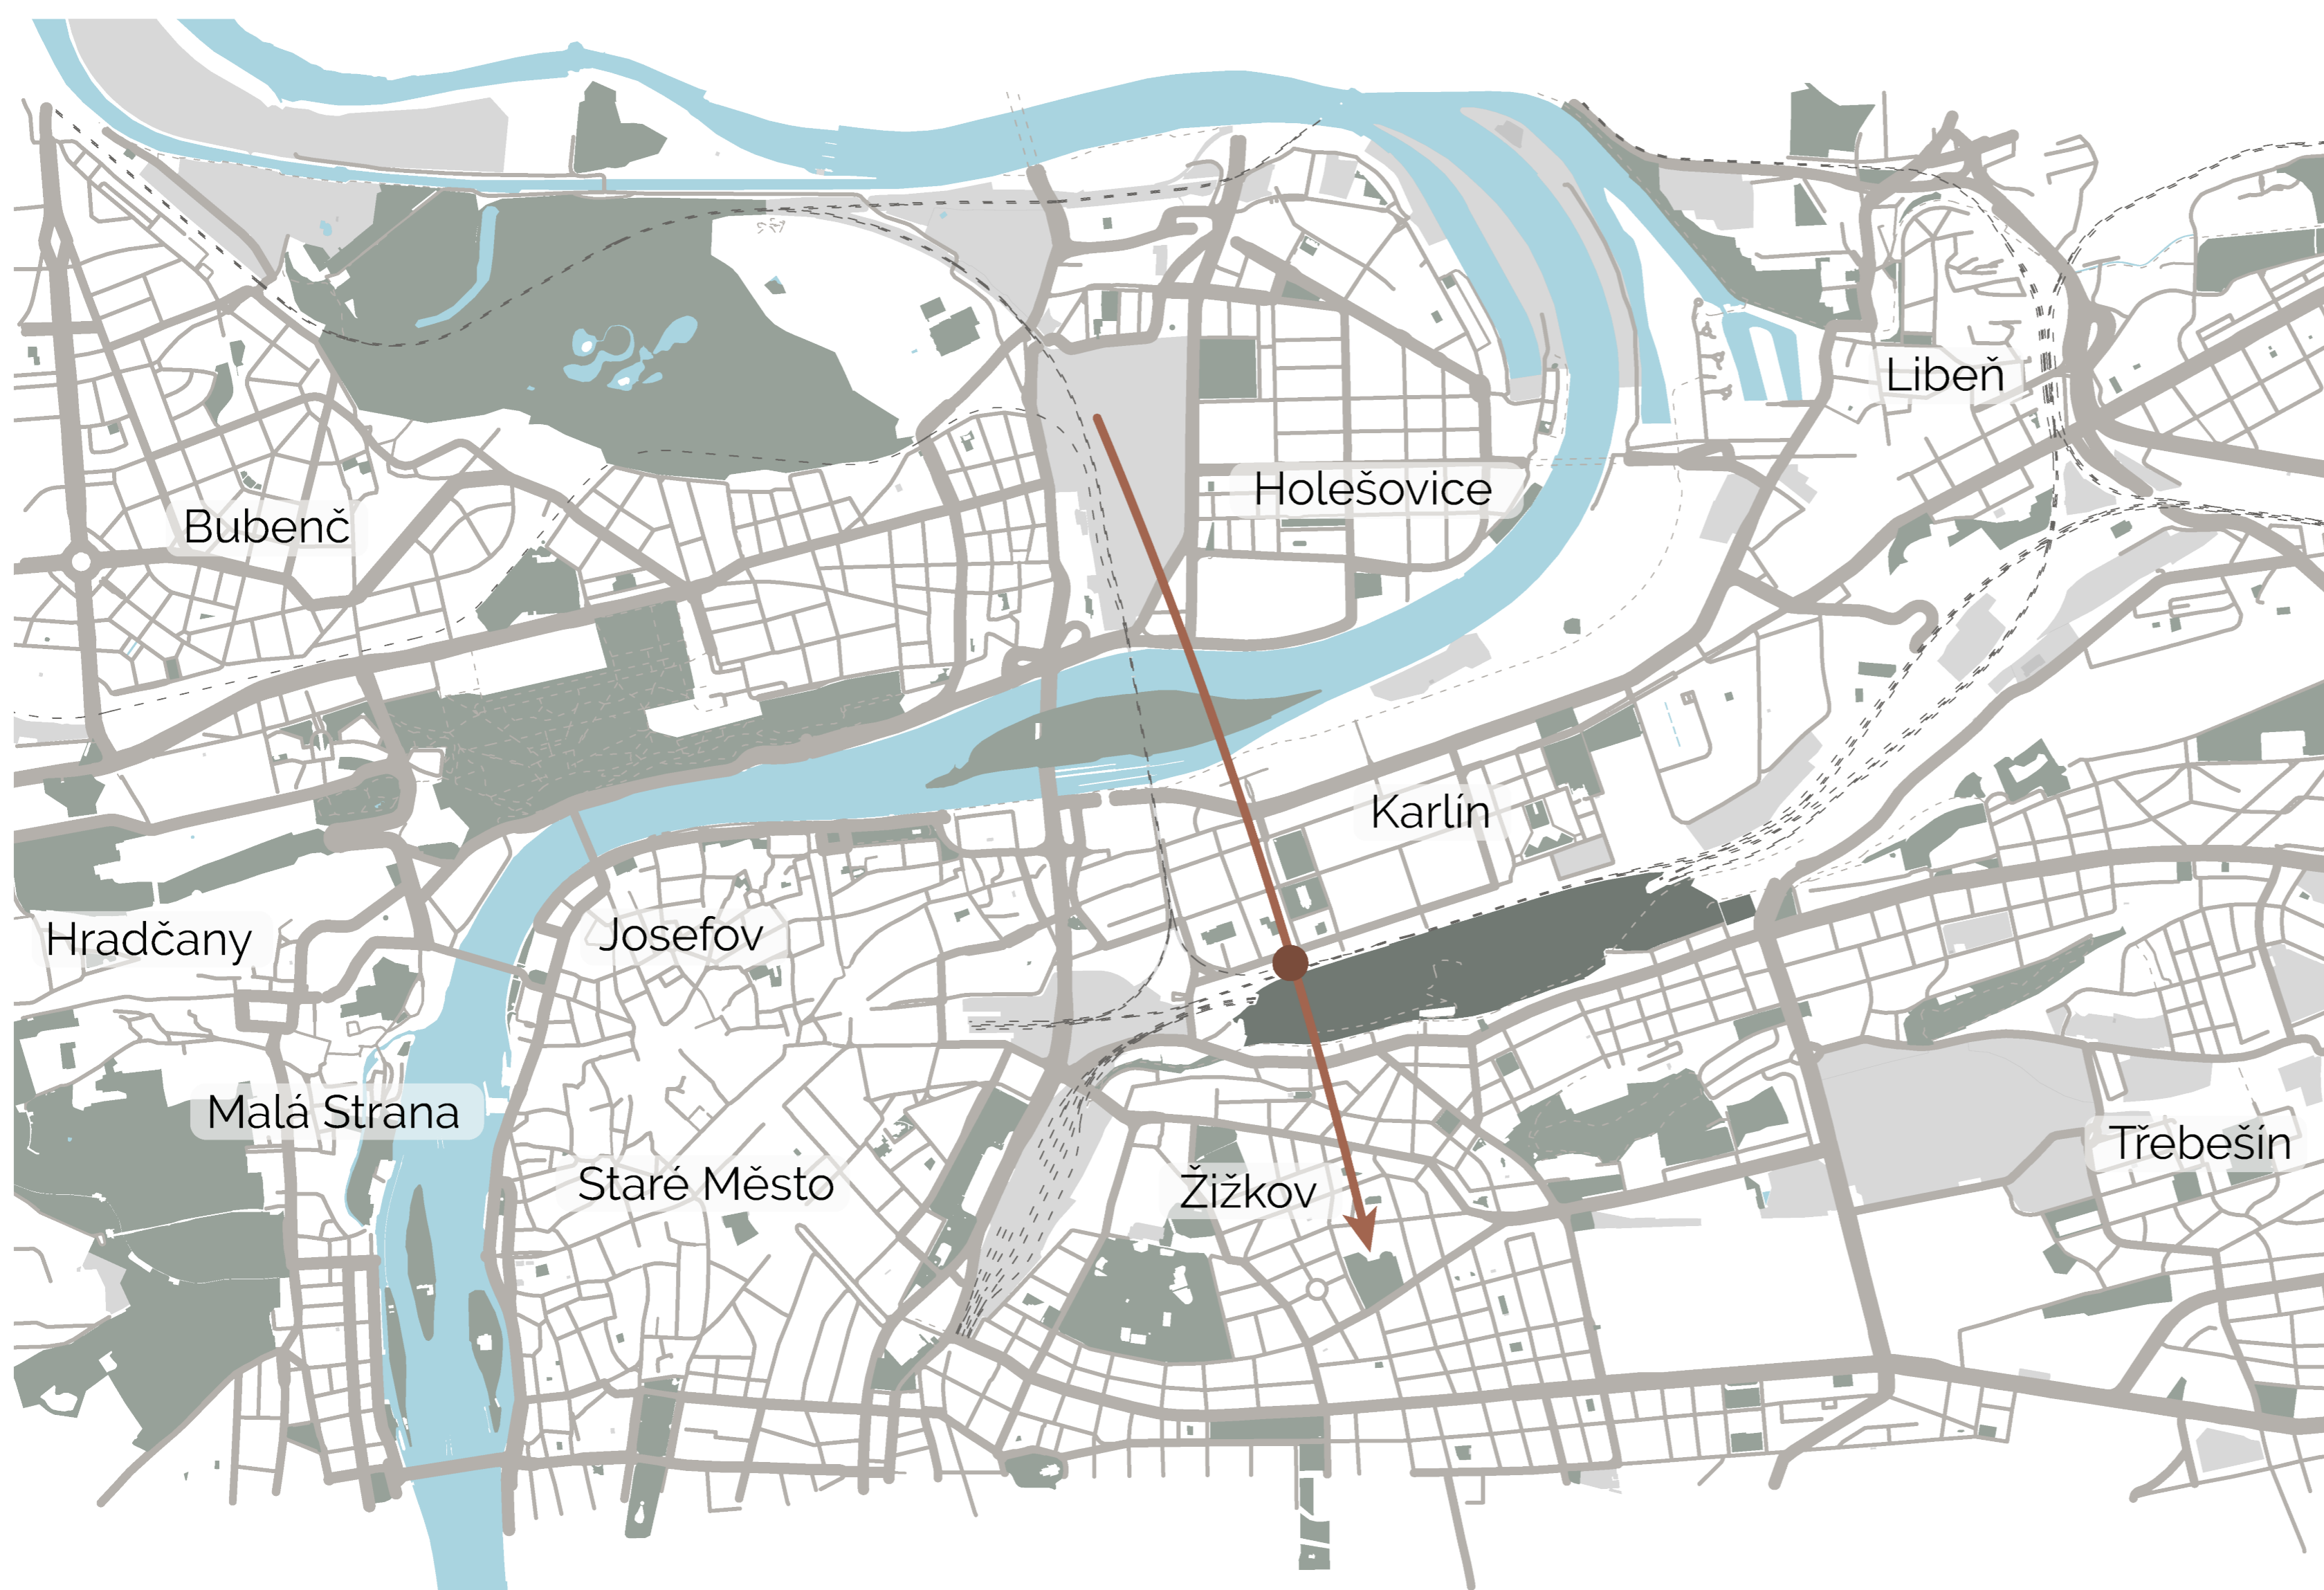 Libeň
Holešovice
Bubenč
Karlín
Hradčany
Josefov
Malá Strana
Třebešín
Staré Město
Žižkov